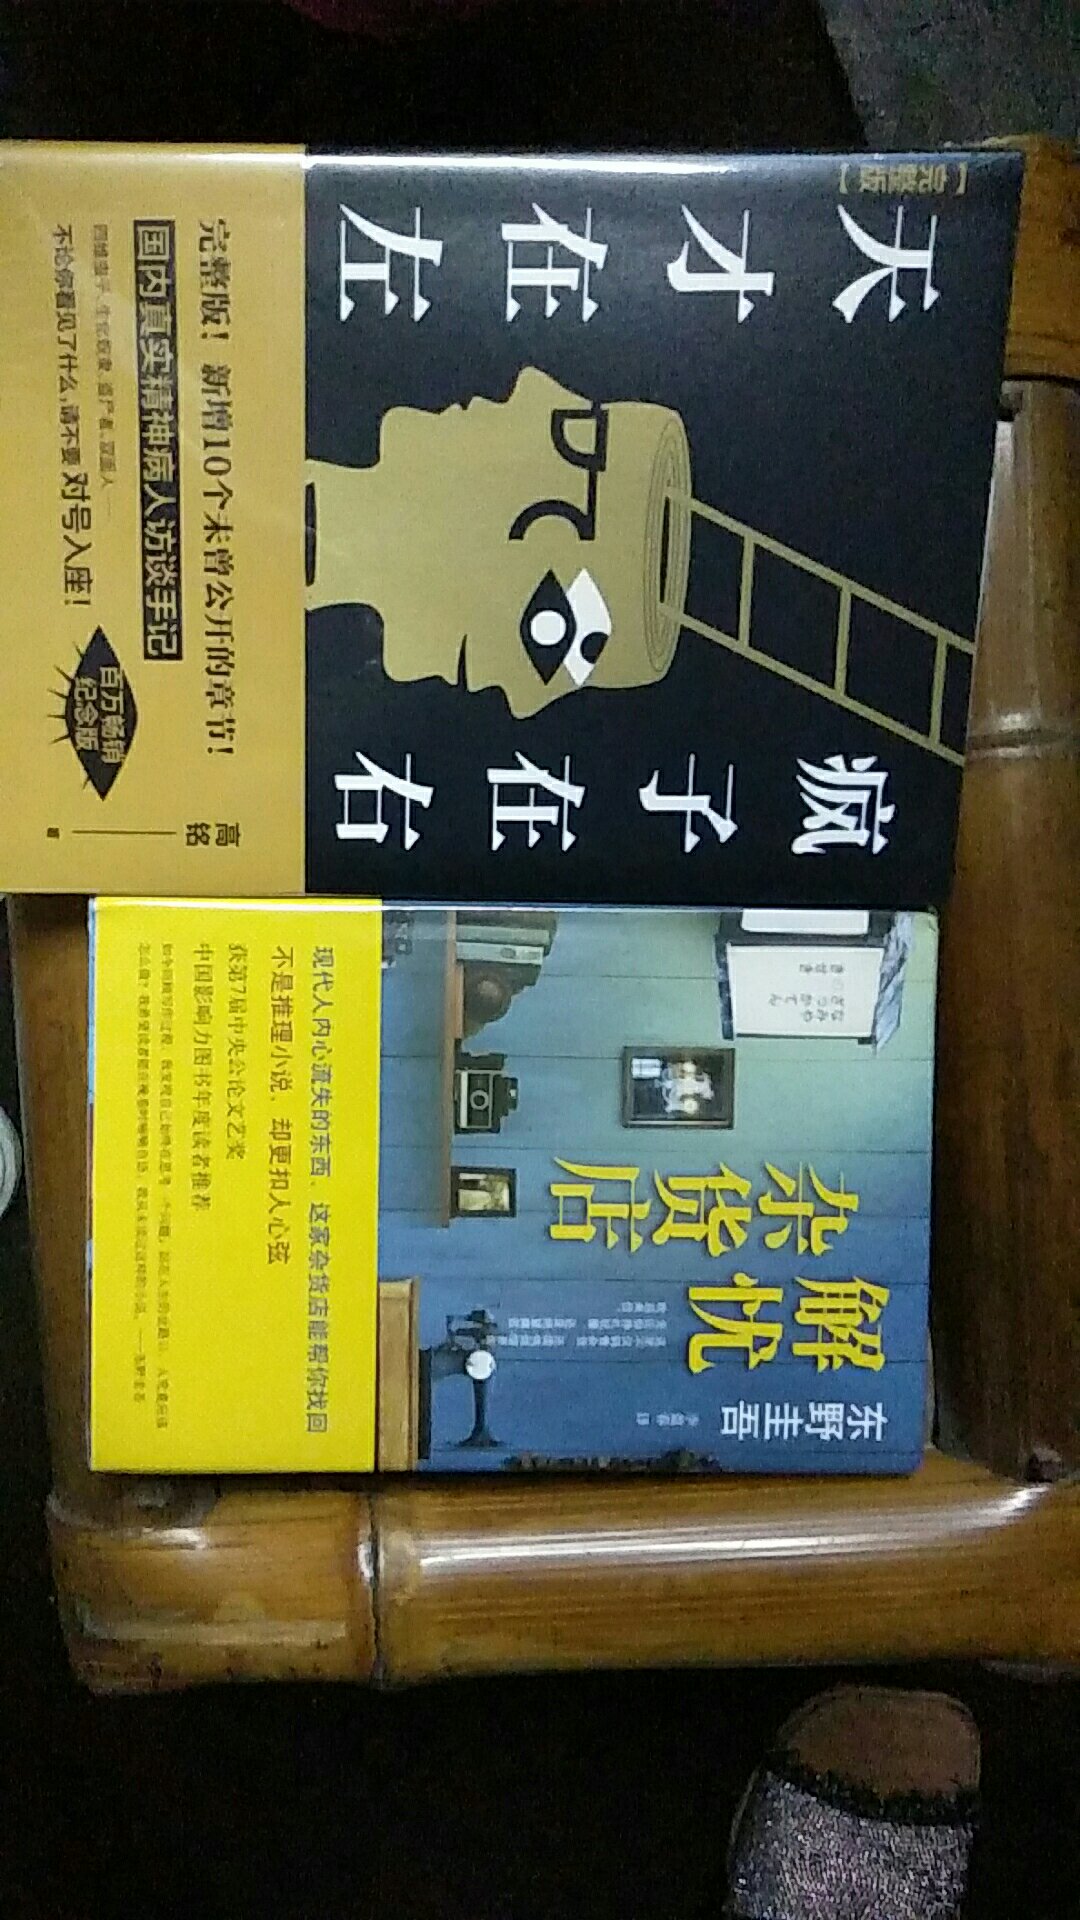 【完整版】
天才在左
疯子在右
完整版！新增10个未曾公开的章节！
国内真实精神病人访谈手记
不论你看见了什么，请不要对号入座！
百万畅销
纪念版
高铭
著
解忧
杂货店
东野圭吾
现代人内心流失的东西，这家杂货店能帮你找回
不是推理小说，却更扣人心弦
获第7届中央公论文艺奖
中国影响力图书年度读者推荐